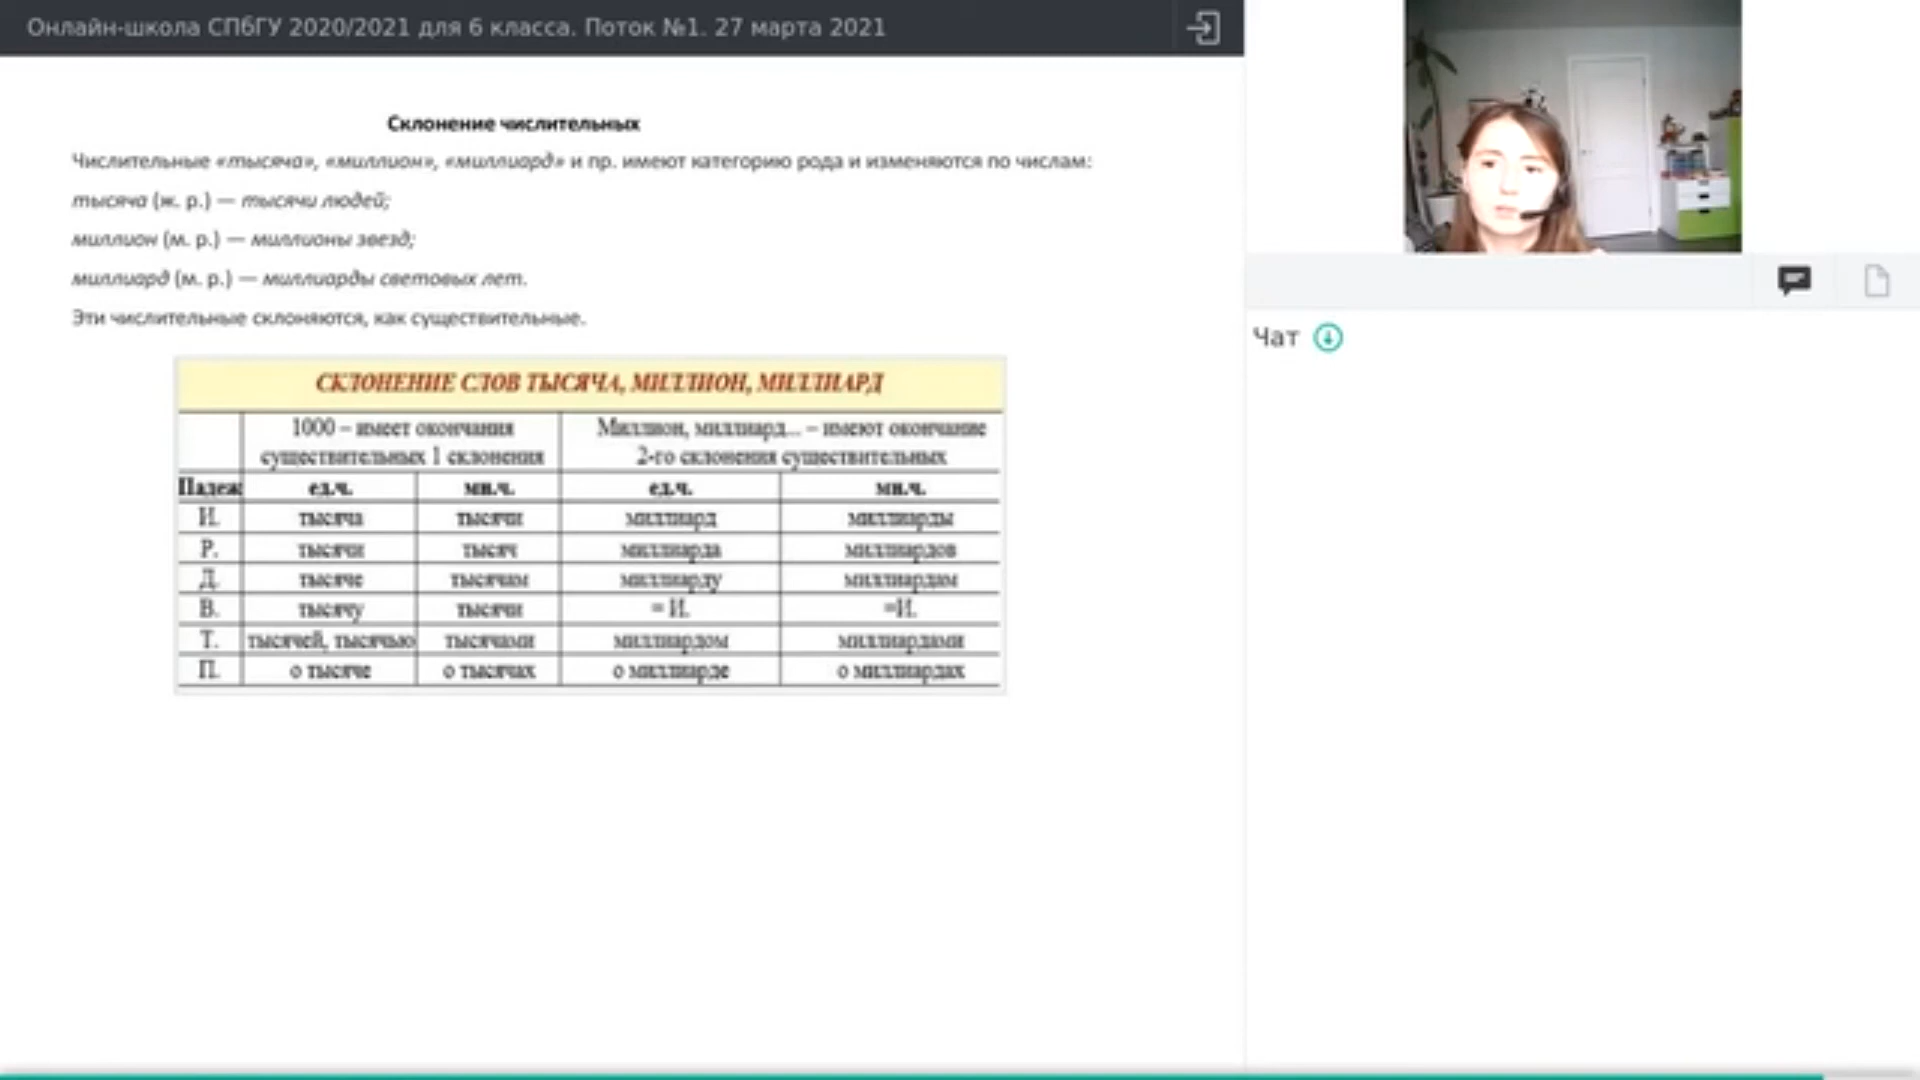 Онлайн-школа СПбГУ 2020/2021 для 6 класса. Поток №1. 27 марта 2021
Склонение числительных
Числительные «тысяча», «миллион», «миллиард» и пр. имеют категорию рода и изменяются по числам:
тысяча (ж. р.) — тысячи людей;
миллион (м. р.) — миллионы звезд;
миллиард (м. р.) — миллиарды световых лет.
Эти числительные склоняются, как существительные.
СКЛОНЕНИЕ СЛОВ ТЫСЯЧА, МИЛЛИОН, МИЛЛИАРД
1000 – имеет окончания существительных 1 склонения
Миллион, миллиард... – имеют окончание 2-го склонения существительных
Падеж ед.ч. мн.ч. ед.ч. мн.ч.
И. тысяча тысячи миллиард миллиарды
Р. тысячи тысяч миллиарда миллиардов
Д. тысяче тысячам миллиарду миллиардам
В. тысячу тысячи = И. =И.
Т. тысячей, тысячью тысячами миллиардом миллиардами
П. о тысяче о тысячах о миллиарде о миллиардах
Чат